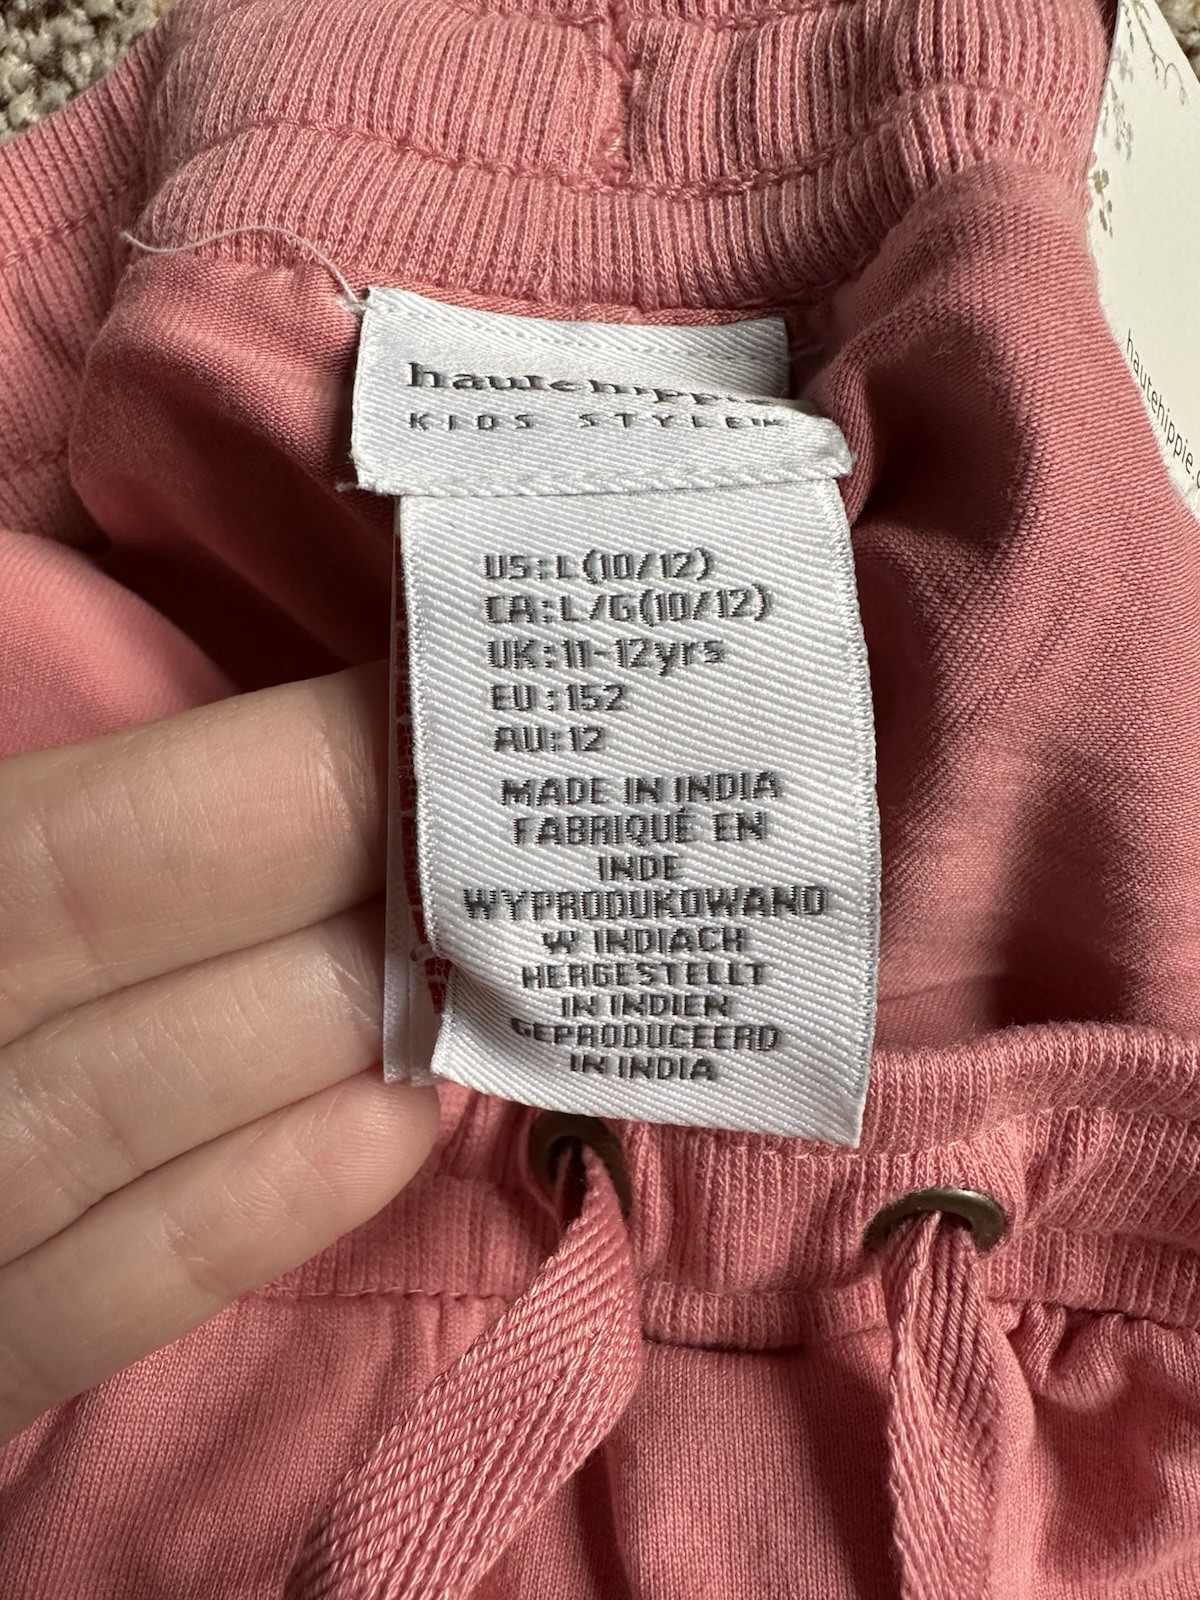 hautehippie
KIDS STYLE
US:L(10/12)
CA:L/G(10/12)
UK:11-12yrs
EU:152
AU:12
MADE IN INDIA
FABRIQUÉ EN
INDE
WYPRODUKOWANO
W INDIACH
HERGESTELLT
IN INDIEN
GEPRODUCEERD
IN INDIA
hautehippie.c